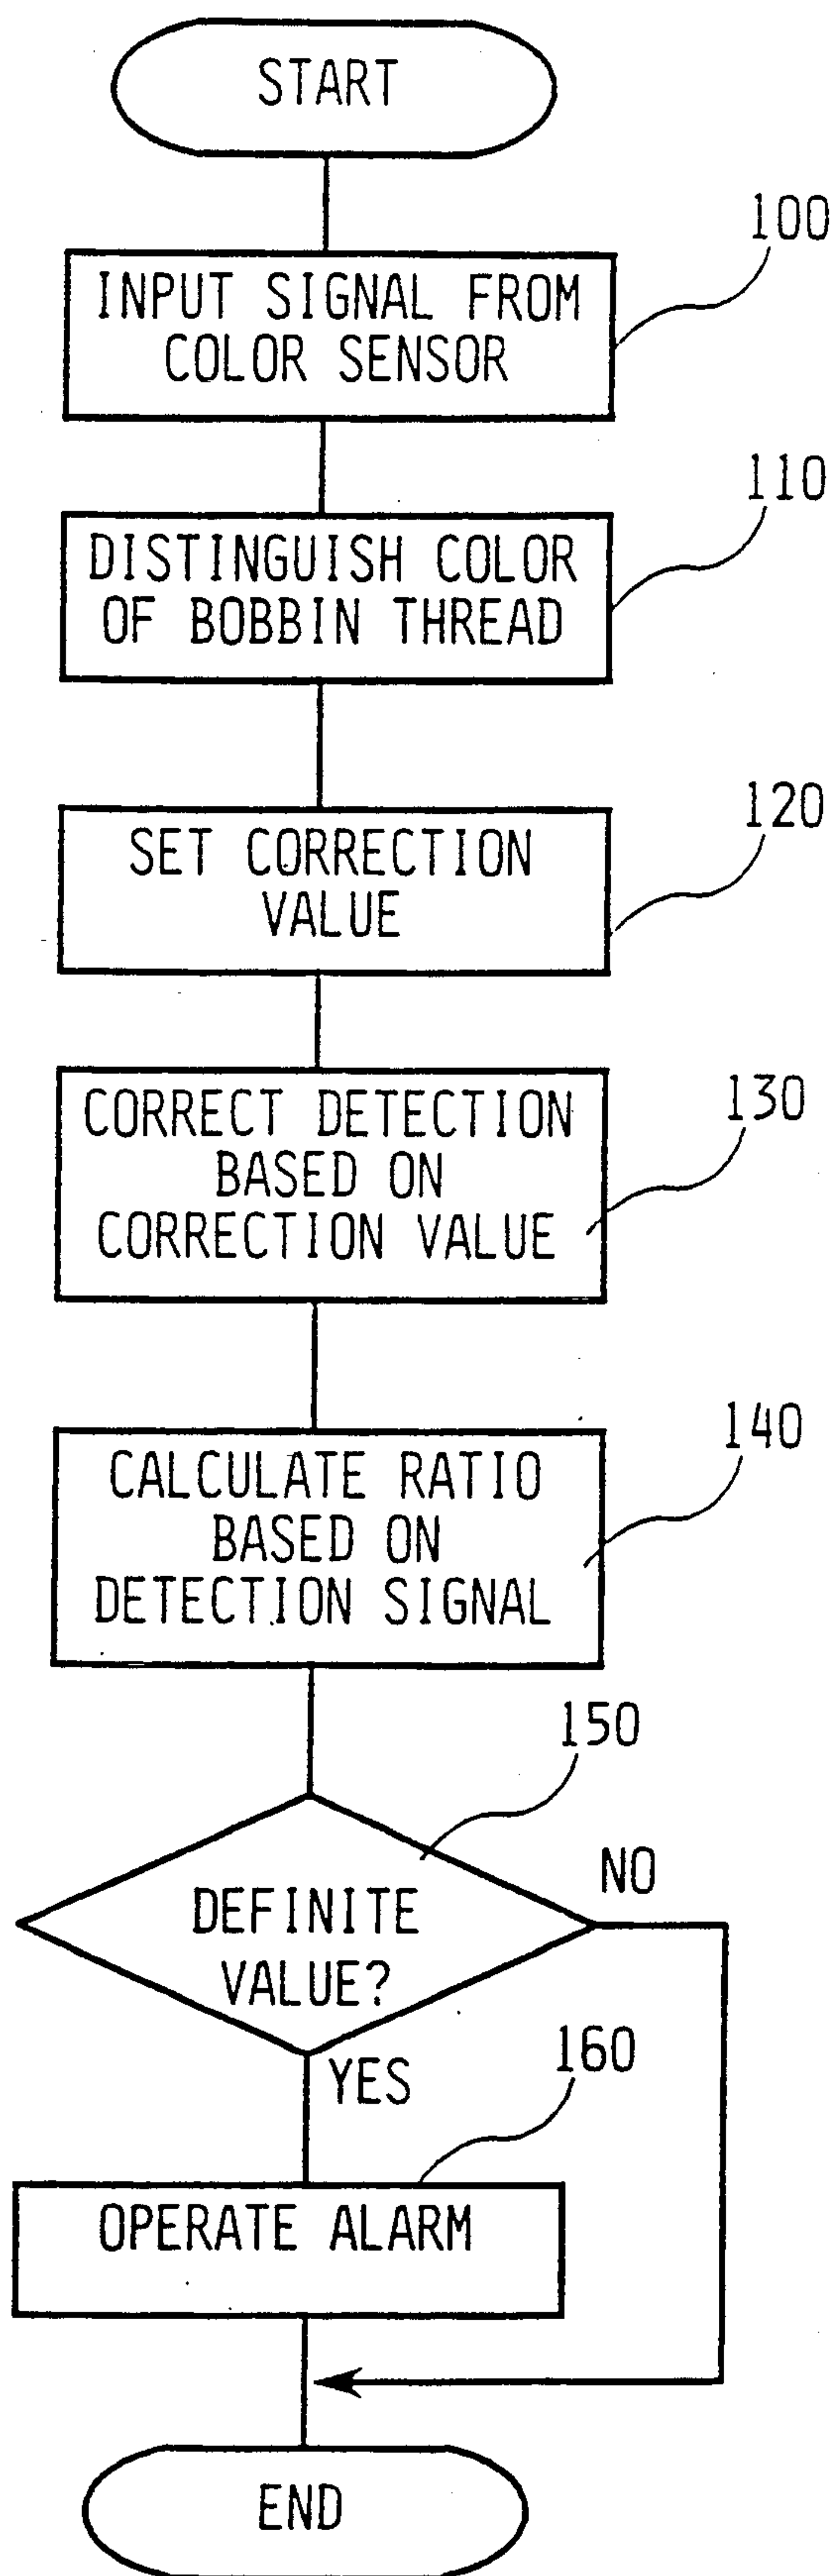 START
100
INPUT SIGNAL FROM
COLOR SENSOR
110
DISTINGUISH COLOR
OF BOBBIN THREAD
120
SET CORRECTION
VALUE
130
CORRECT DETECTION
BASED ON
CORRECTION VALUE
140
CALCULATE RATIO
BASED ON
DETECTION SIGNAL
150
NO
DEFINITE
VALUE?
160
YES
OPERATE ALARM
END